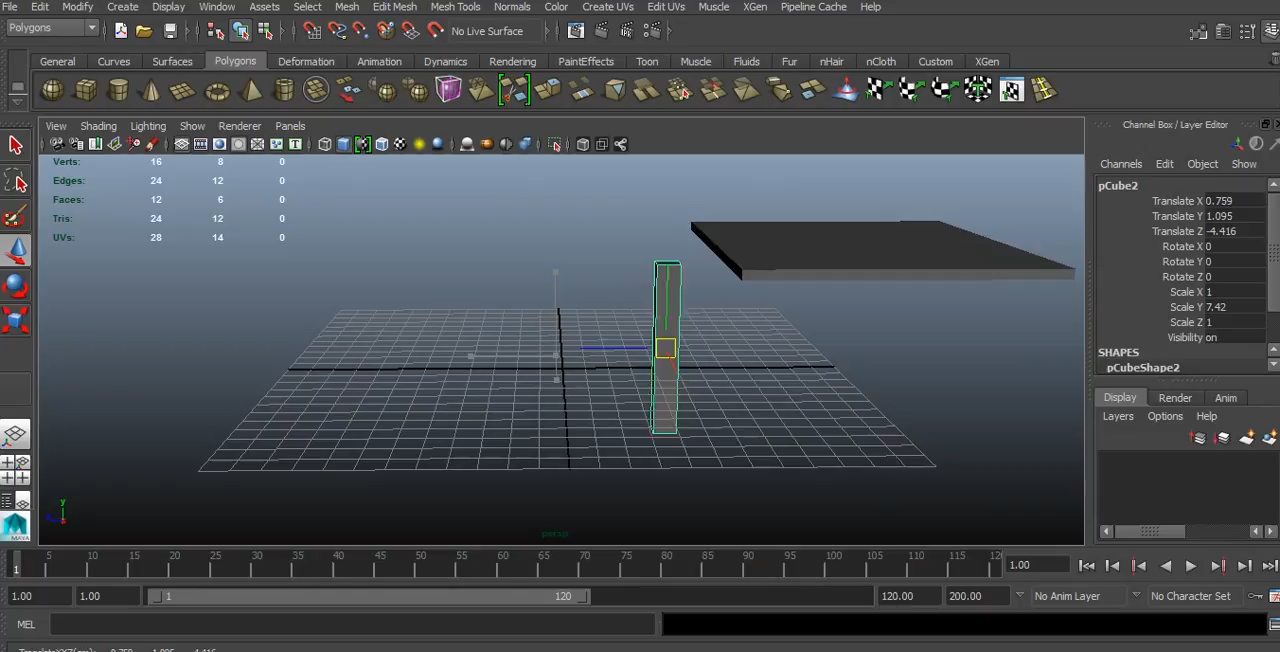 File Edit Modify Create Display Window Assets Select Mesh Edit Mesh Mesh Tools Normals Color Create UVs Edit UVs Muscle XGen Pipeline Cache Help
Polygons No Live Surface
General Curves Surfaces Polygons Deformation Animation Dynamics Rendering PaintEffects Toon Muscle Fluids Fur nHair nCloth Custom XGen
View Shading Lighting Show Renderer Panels
Channel Box / Layer Editor
Channels Edit Object Show
Verts: 16 8 0
Edges: 24 12 0
Faces: 12 6 0
Tris: 24 12 0
UVs: 28 14 0
pCube2
Translate X 0.759
Translate Y 1.095
Translate Z -4.416
Rotate X 0
Rotate Y 0
Rotate Z 0
Scale X 1
Scale Y 7.42
Scale Z 1
Visibility on
SHAPES
pCubeShape2
Display Render Anim
Layers Options Help
y
persp
MAYA
1 5 10 15 20 25 30 35 40 45 50 55 60 65 70 75 80 85 90 95 100 105 110 115 12
1.00
1.00 1.00 1 120 120.00 200.00 No Anim Layer No Character Set
MEL